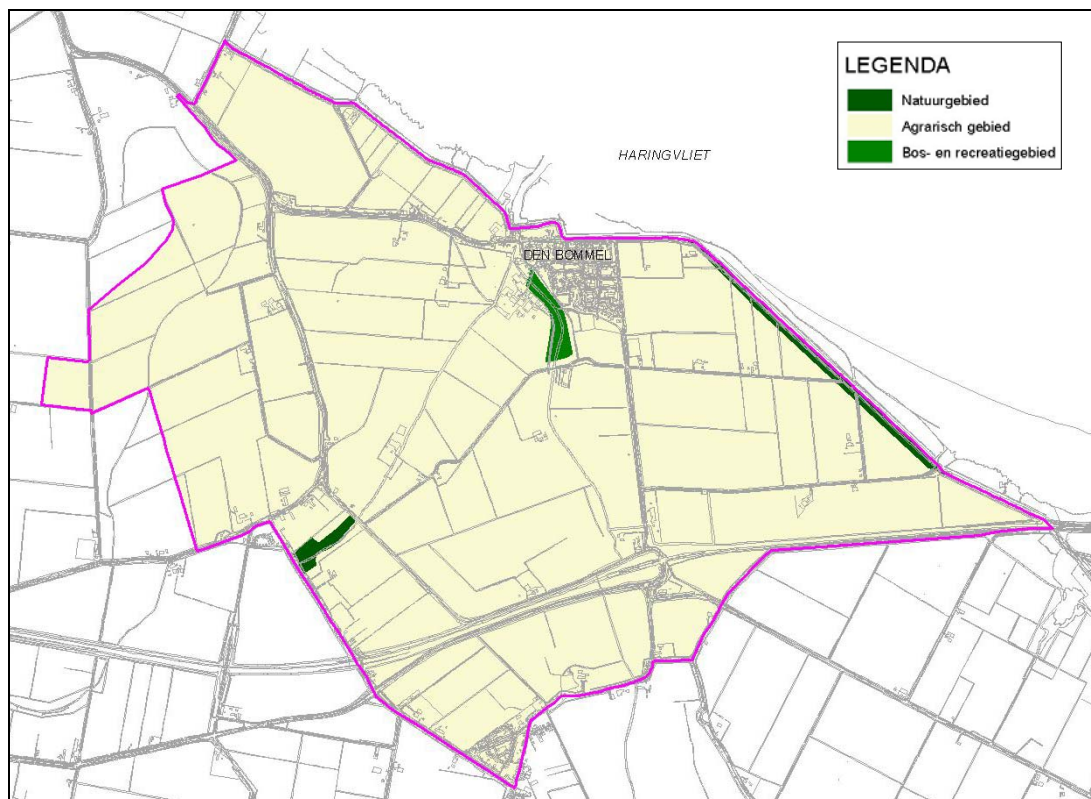 LEGENDA
Natuurgebied
Agrarisch gebied
Bos- en recreatiegebied
HARINGVLIET
DEN BOMMEL